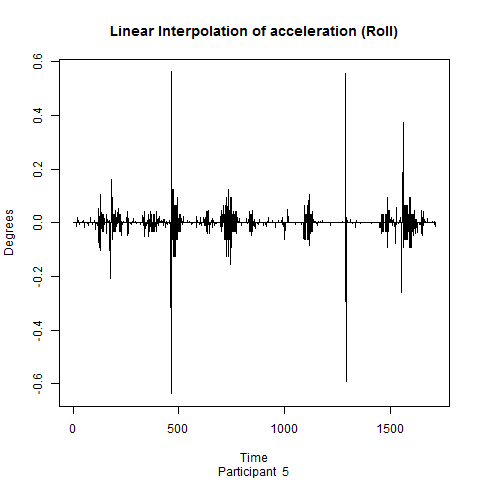 Linear Interpolation of acceleration (Roll)
Degrees
0.6
0.4
0.2
0.0
-0.2
-0.4
-0.6
0 500 1000 1500
Time
Participant 5